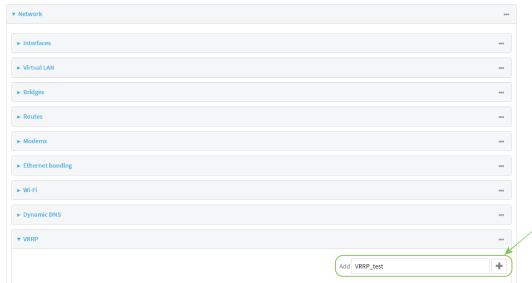 Network
Interfaces
Virtual LAN
Bridges
Routes
Modems
Ethernet bonding
Wi-Fi
Dynamic DNS
VRRP
Add VRRP_test